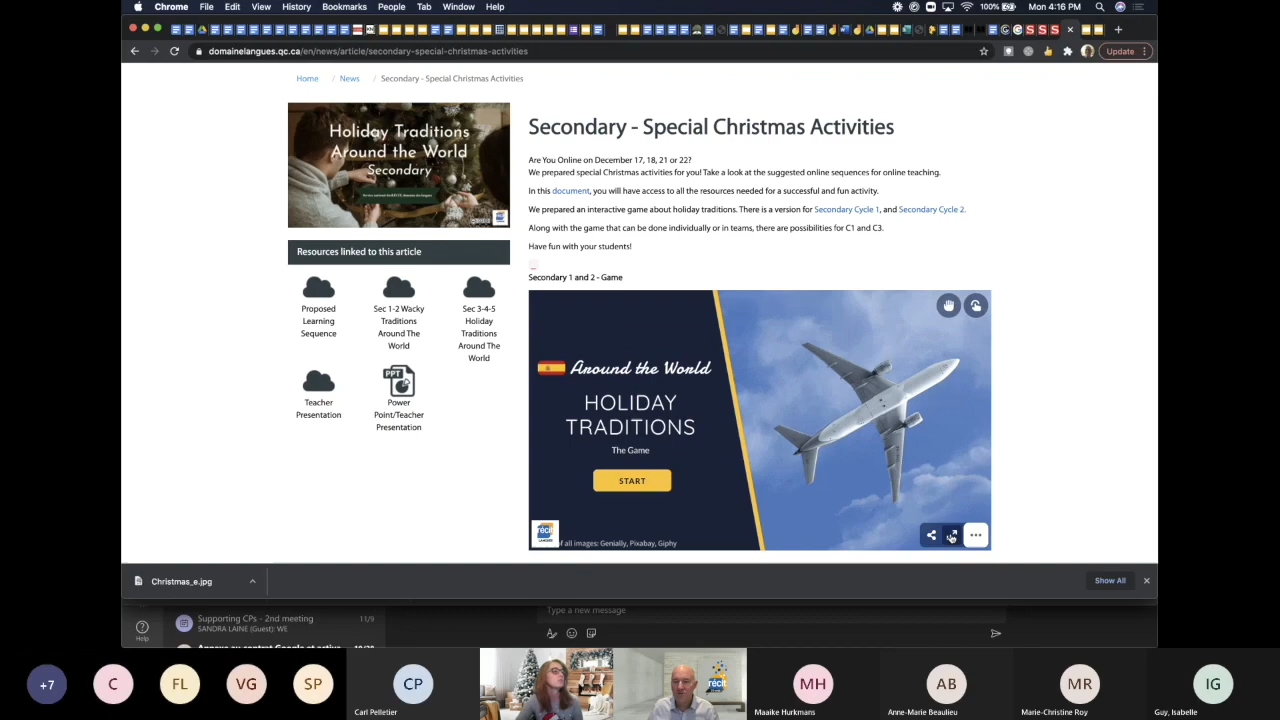 Chrome File Edit View History Bookmarks People Tab Window Help
100% Mon 4:16 PM
domainelangues.qc.ca/en/news/article/secondary-special-christmas-activities
Update
Home / News / Secondary - Special Christmas Activities
Holiday Traditions
Around the World
Secondary
Resources linked to this article
Proposed
Learning
Sequence
Sec 1-2 Wacky
Traditions
Around The
World
Sec 3-4-5
Holiday
Traditions
Around The
World
Teacher
Presentation
PPT
Power
Point/Teacher
Presentation
Secondary - Special Christmas Activities
Are You Online on December 17, 18, 21 or 22?
We prepared special Christmas activities for you! Take a look at the suggested online sequences for online teaching.
In this document, you will have access to all the resources needed for a successful and fun activity.
We prepared an interactive game about holiday traditions. There is a version for Secondary Cycle 1, and Secondary Cycle 2.
Along with the game that can be done individually or in teams, there are possibilities for C1 and C3.
Have fun with your students!
Secondary 1 and 2 - Game
Around the World
HOLIDAY
TRADITIONS
The Game
START
récit
of all images: Genially, Pixabay, Giphy
Christmas_e.jpg
Show All
Help
Supporting CPs - 2nd meeting 11/9
SANDRA LAINE (Guest): WE
Type a new message
+7 C FL VG SP CP récit MH AB MR IG
Carl Pelletier Maaike Hurkmans Anne-Marie Beaulieu Marie-Christine Roy Guy, Isabelle